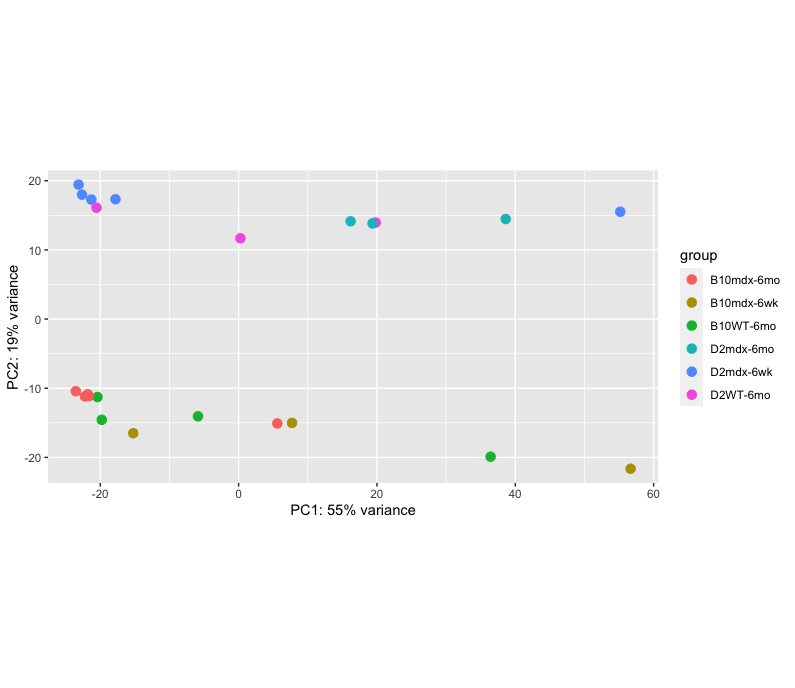 20
10
0
-10
-20
PC2: 19% variance
-20
0
20
40
60
PC1: 55% variance
group
B10mdx-6mo
B10mdx-6wk
B10WT-6mo
D2mdx-6mo
D2mdx-6wk
D2WT-6mo